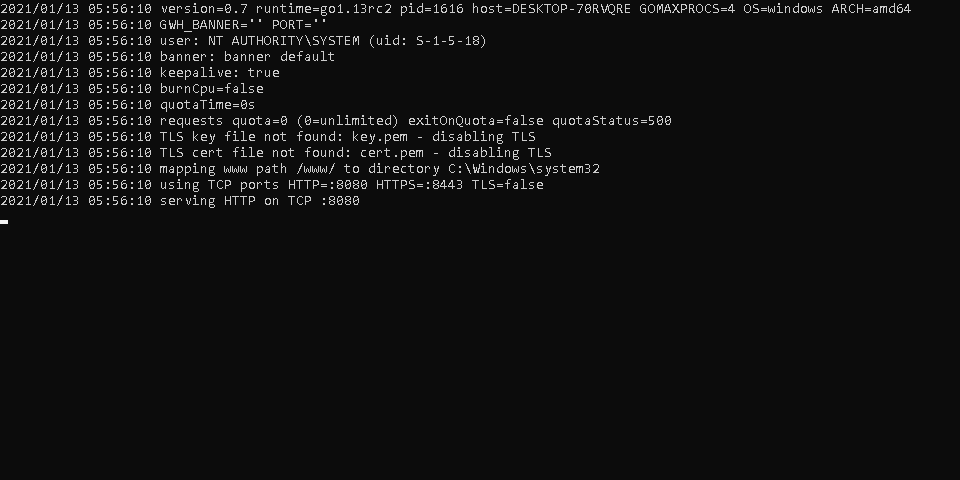 2021/01/13 05:56:10 version=0.7 runtime=go1.13rc2 pid=1616 host=DESKTOP-70RVQRE GOMAXPROCS=4 OS=windows ARCH=amd64
2021/01/13 05:56:10 GWH_BANNER='' PORT=''
2021/01/13 05:56:10 user: NT AUTHORITY\SYSTEM (uid: S-1-5-18)
2021/01/13 05:56:10 banner: banner default
2021/01/13 05:56:10 keepalive: true
2021/01/13 05:56:10 burnCpu=false
2021/01/13 05:56:10 quotaTime=0s
2021/01/13 05:56:10 requests quota=0 (0=unlimited) exitOnQuota=false quotaStatus=500
2021/01/13 05:56:10 TLS key file not found: key.pem - disabling TLS
2021/01/13 05:56:10 TLS cert file not found: cert.pem - disabling TLS
2021/01/13 05:56:10 mapping www path /www/ to directory C:\Windows\system32
2021/01/13 05:56:10 using TCP ports HTTP=:8080 HTTPS=:8443 TLS=false
2021/01/13 05:56:10 serving HTTP on TCP :8080